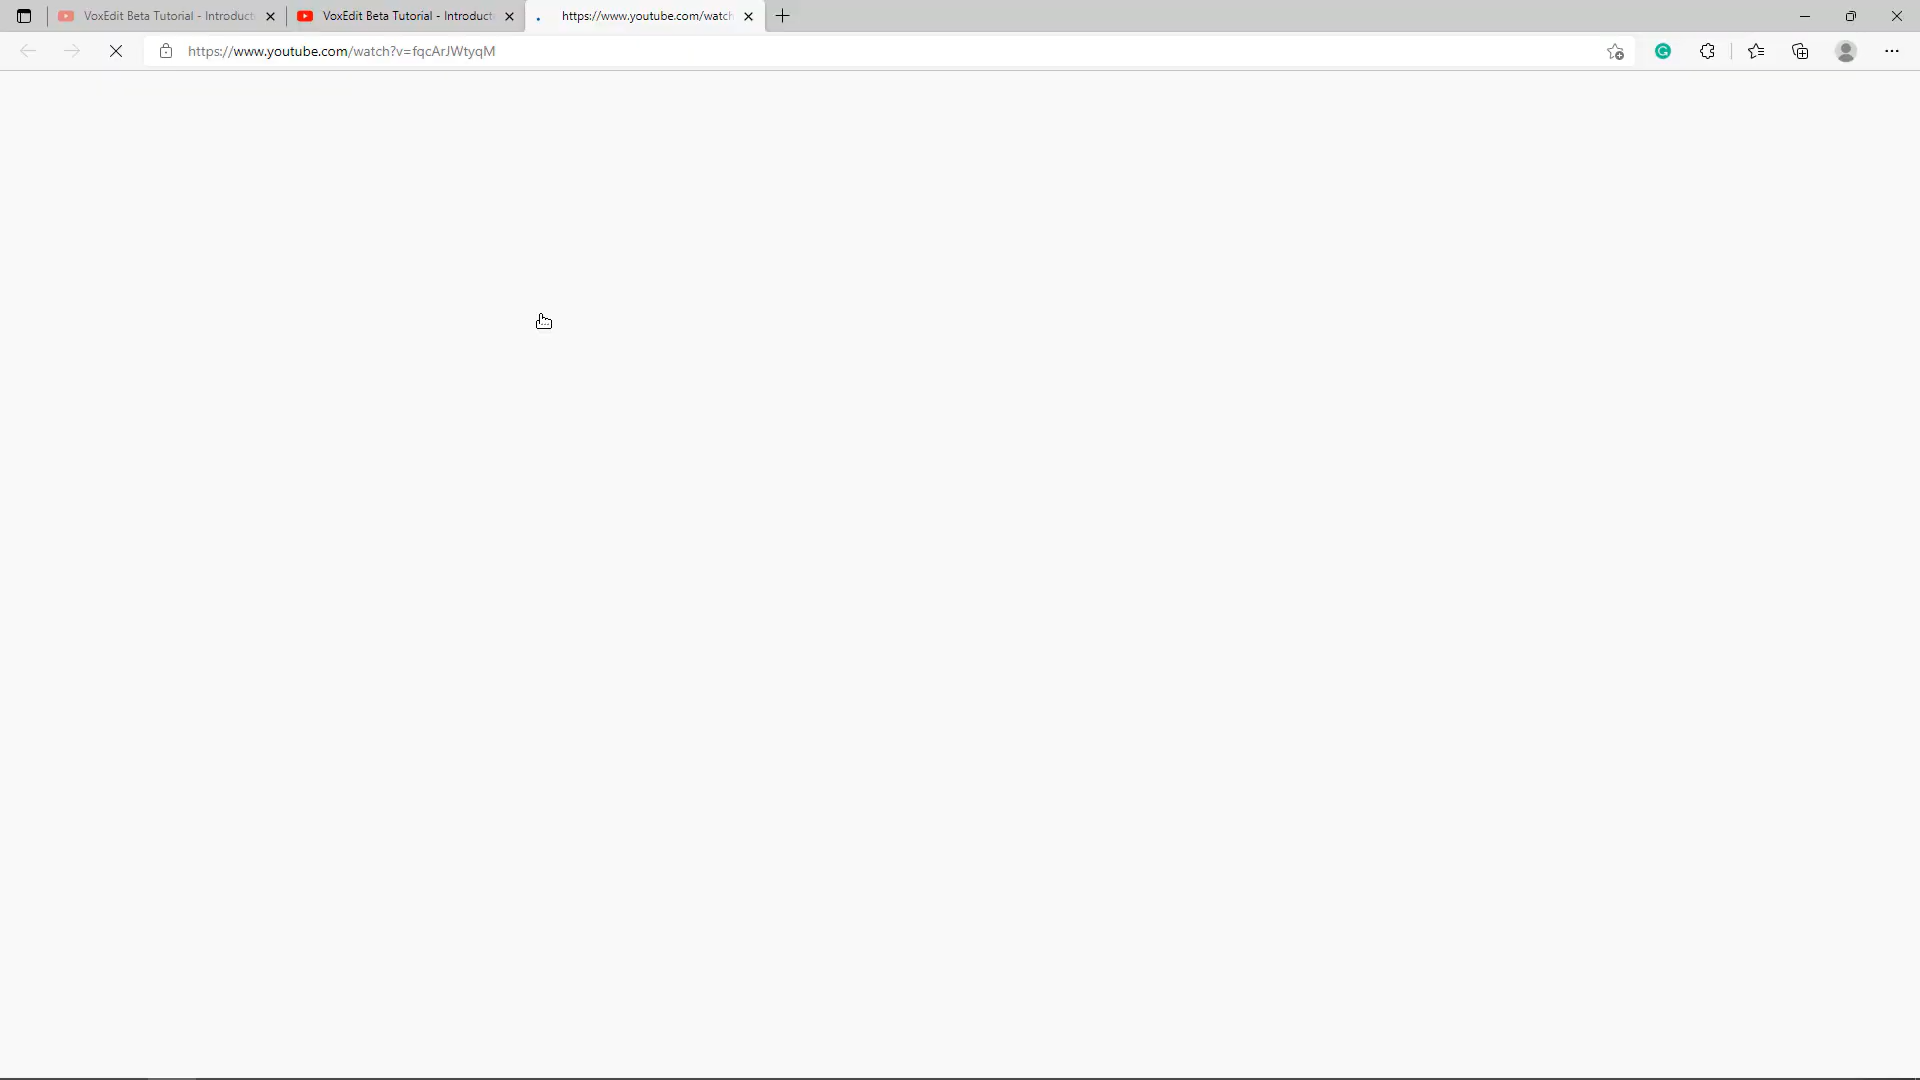 VoxEdit Beta Tutorial - Introduct
VoxEdit Beta Tutorial - Introduct
https://www.youtube.com/watch
https://www.youtube.com/watch?v=fqcArJWtyqM